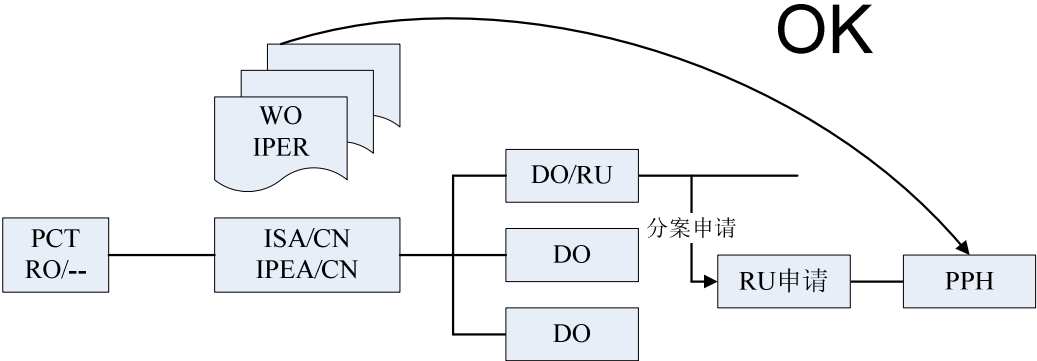 OK
WO
IPER
DO/RU
PCT
RO/--
ISA/CN
IPEA/CN
分案申请
DO
RU申请
PPH
DO